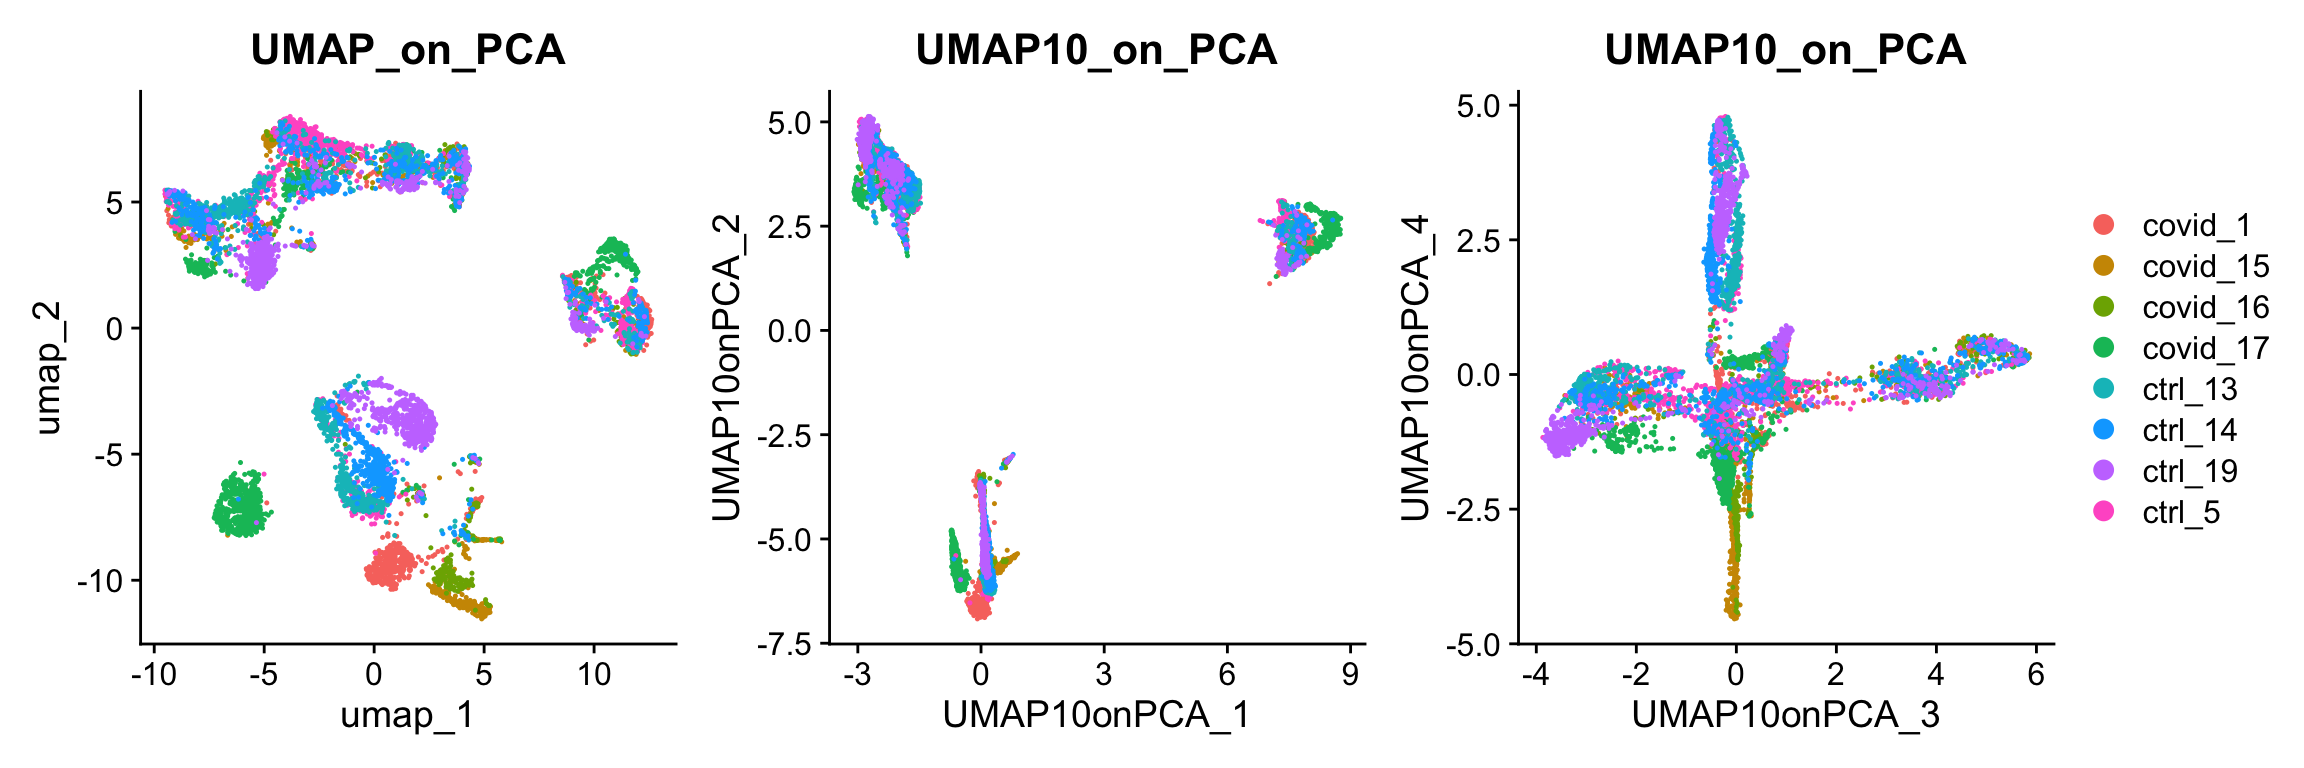 UMAP_on_PCA
5
0
-5
-10
-10
-5
0
5
10
umap_1
umap_2
UMAP10_on_PCA
5.0
2.5
0.0
-2.5
-5.0
-7.5
-3
0
3
6
9
UMAP10onPCA_1
UMAP10onPCA_2
UMAP10_on_PCA
5.0
2.5
0.0
-2.5
-5.0
-4
-2
0
2
4
6
UMAP10onPCA_3
UMAP10onPCA_4
covid_1
covid_15
covid_16
covid_17
ctrl_13
ctrl_14
ctrl_19
ctrl_5